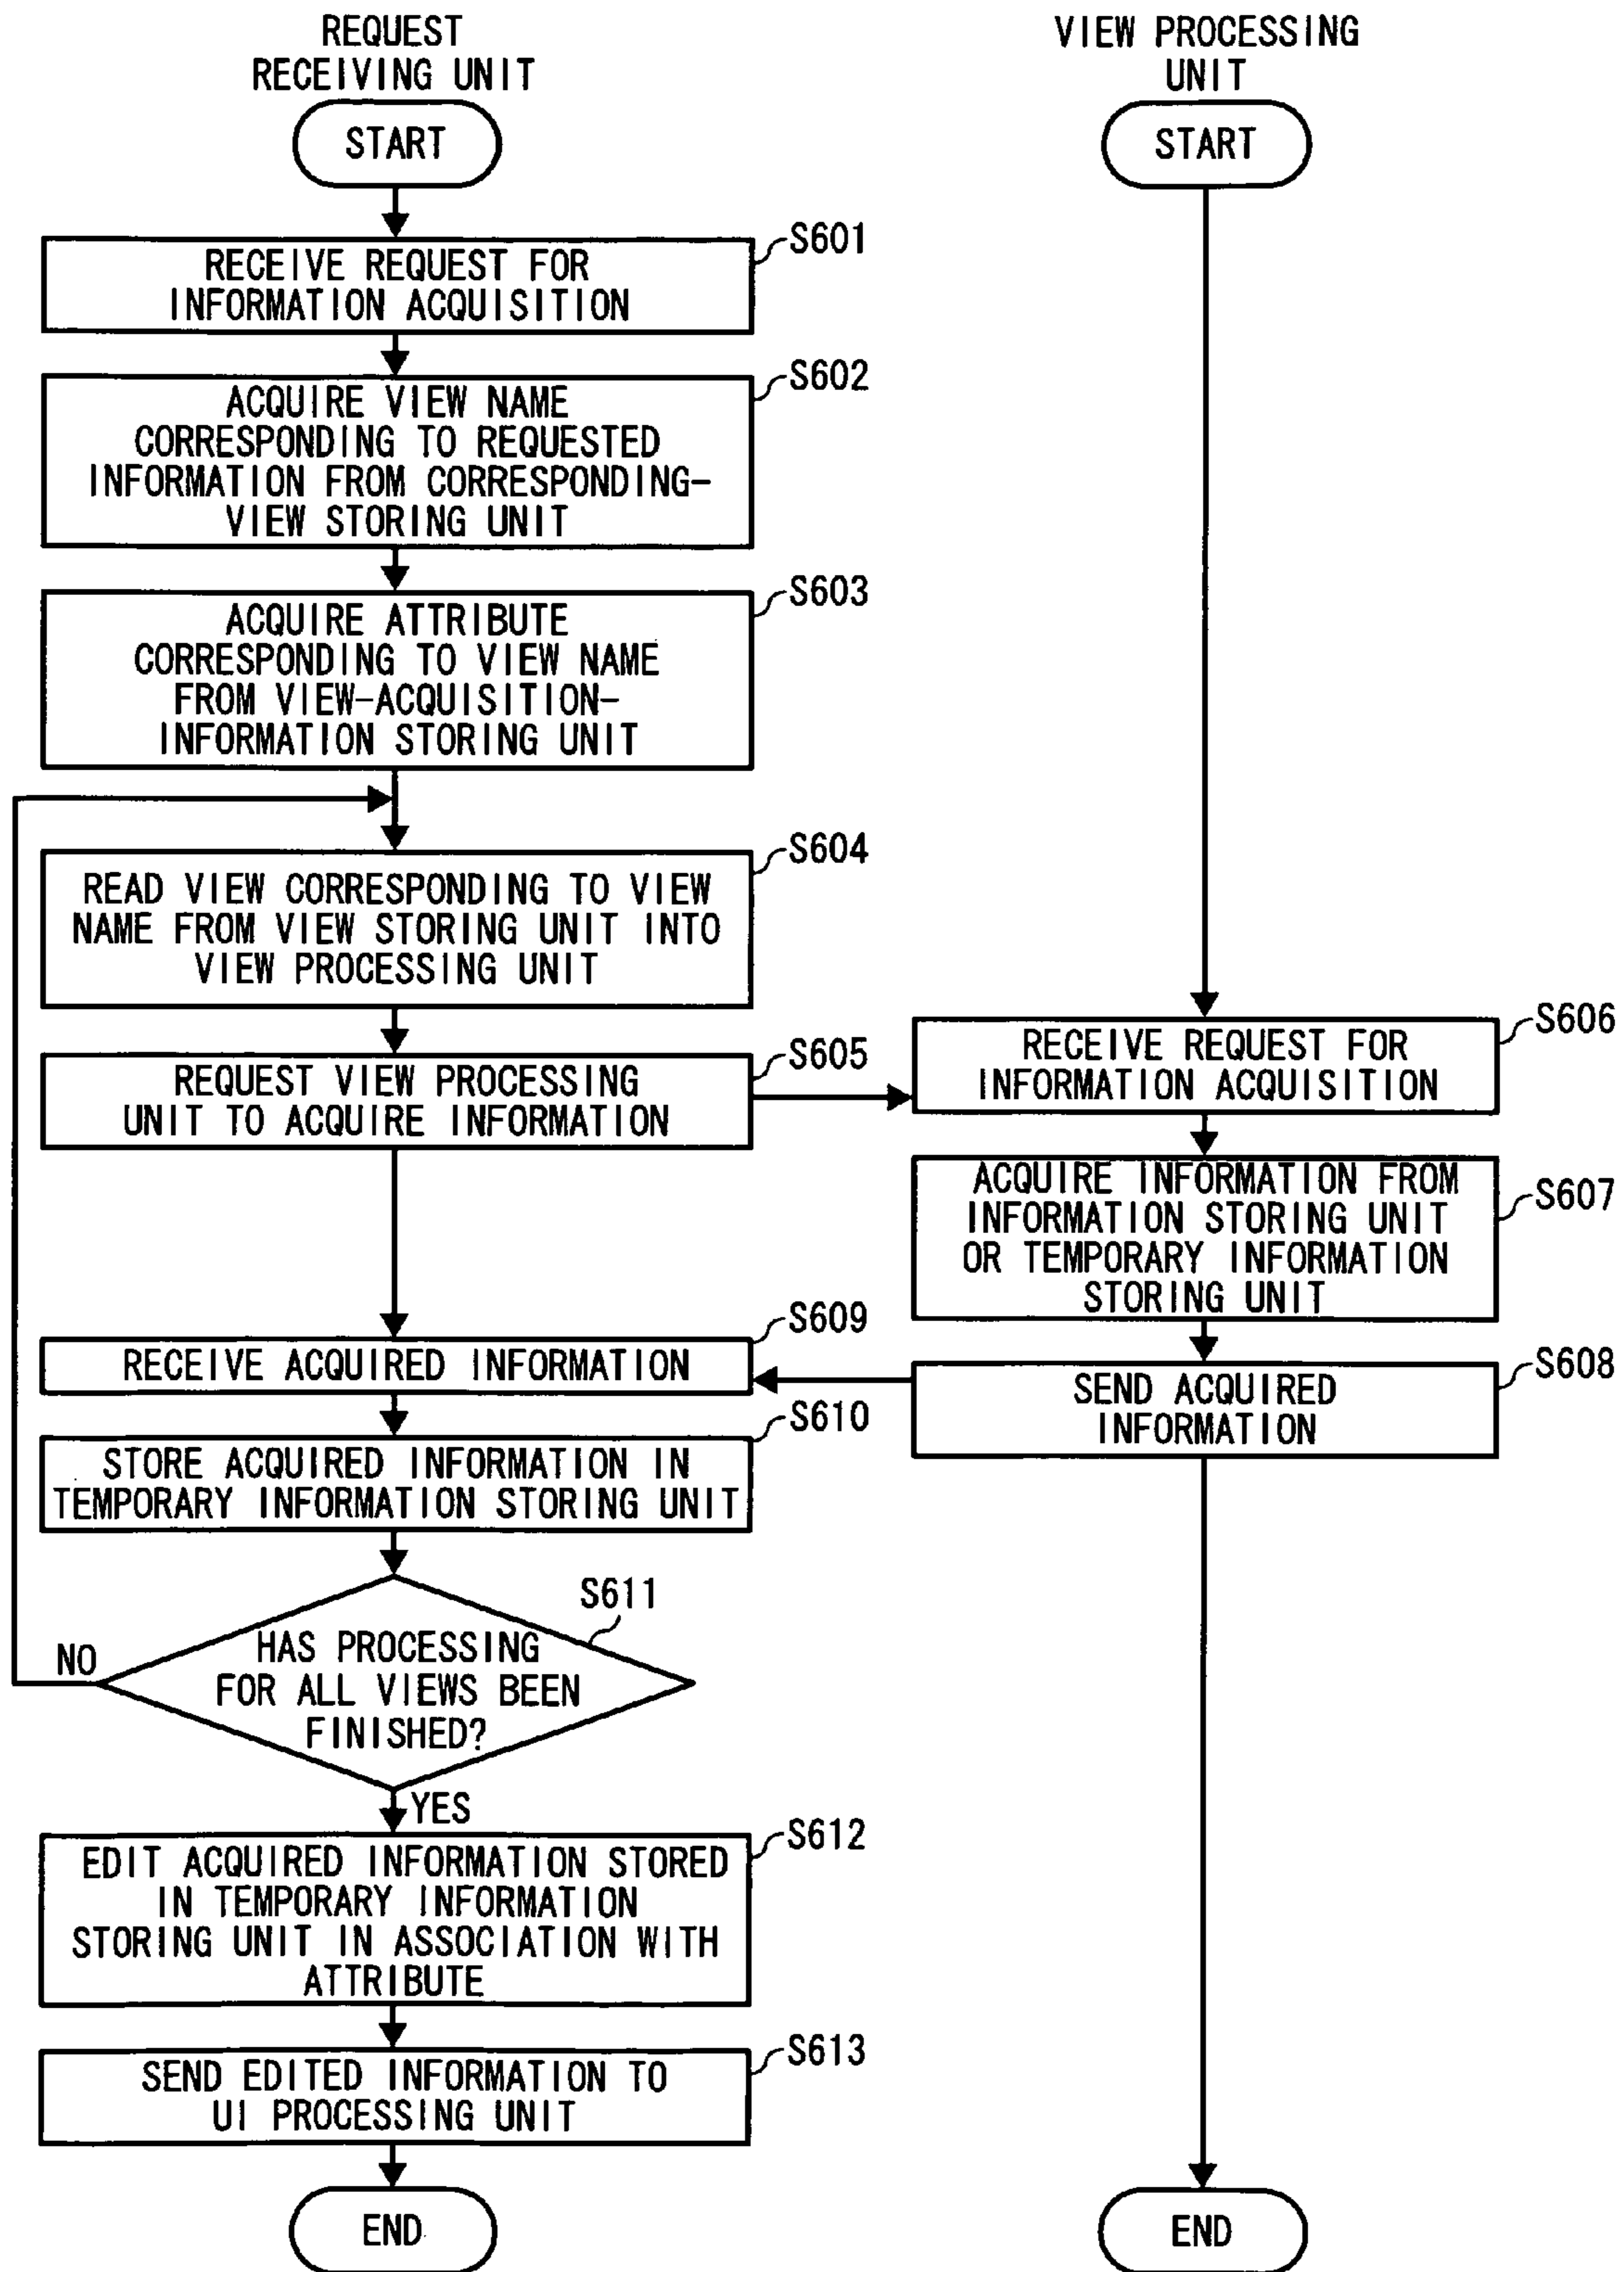 REQUEST
RECEIVING UNIT
START
S601
RECEIVE REQUEST FOR
INFORMATION ACQUISITION
S602
ACQUIRE VIEW NAME
CORRESPONDING TO REQUESTED
INFORMATION FROM CORRESPONDING-
VIEW STORING UNIT
S603
ACQUIRE ATTRIBUTE
CORRESPONDING TO VIEW NAME
FROM VIEW-ACQUISITION-
INFORMATION STORING UNIT
S604
READ VIEW CORRESPONDING TO VIEW
NAME FROM VIEW STORING UNIT INTO
VIEW PROCESSING UNIT
S605
REQUEST VIEW PROCESSING
UNIT TO ACQUIRE INFORMATION
S609
RECEIVE ACQUIRED INFORMATION
S610
STORE ACQUIRED INFORMATION IN
TEMPORARY INFORMATION STORING UNIT
S611
HAS PROCESSING
FOR ALL VIEWS BEEN
FINISHED?
NO
YES
S612
EDIT ACQUIRED INFORMATION STORED
IN TEMPORARY INFORMATION
STORING UNIT IN ASSOCIATION WITH
ATTRIBUTE
S613
SEND EDITED INFORMATION TO
UI PROCESSING UNIT
END
VIEW PROCESSING
UNIT
START
S606
RECEIVE REQUEST FOR
INFORMATION ACQUISITION
S607
ACQUIRE INFORMATION FROM
INFORMATION STORING UNIT
OR TEMPORARY INFORMATION
STORING UNIT
S608
SEND ACQUIRED
INFORMATION
END